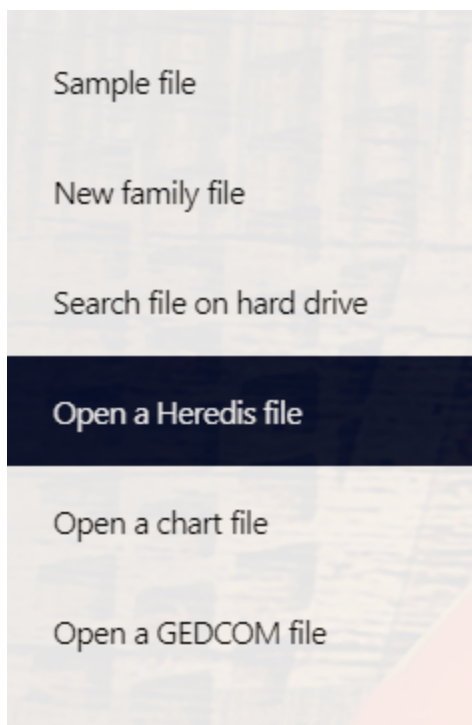 Sample file
New family file
Search file on hard drive
Open a Heredis file
Open a chart file
Open a GEDCOM file